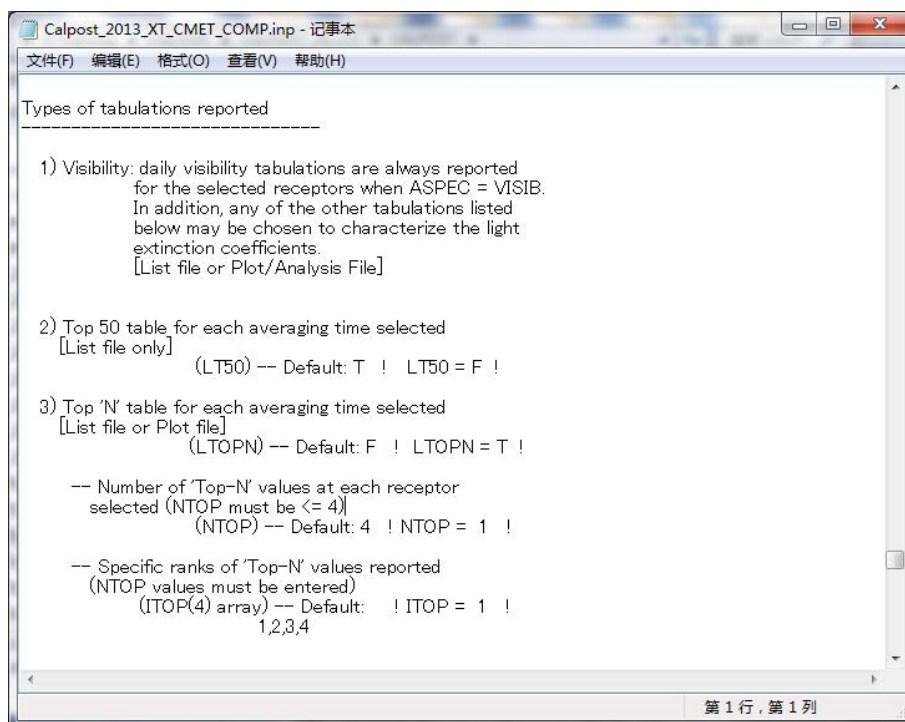 Calpost_2013_XT_CMET_COMP.inp - 记事本
文件(F) 编辑(E) 格式(O) 查看(V) 帮助(H)
Types of tabulations reported
------------------------------
1) Visibility: daily visibility tabulations are always reported
for the selected receptors when ASPEC = VISIB.
In addition, any of the other tabulations listed
below may be chosen to characterize the light
extinction coefficients.
[List file or Plot/Analysis File]
2) Top 50 table for each averaging time selected
[List file only]
(LT50) -- Default: T ! LT50 = F !
3) Top 'N' table for each averaging time selected
[List file or Plot file]
(LTOPN) -- Default: F ! LTOPN = T !
-- Number of 'Top-N' values at each receptor
selected (NTOP must be <= 4)
(NTOP) -- Default: 4 ! NTOP = 1 !
-- Specific ranks of 'Top-N' values reported
(NTOP values must be entered)
(ITOP(4) array) -- Default: ! ITOP = 1 !
1,2,3,4
第 1 行，第 1 列